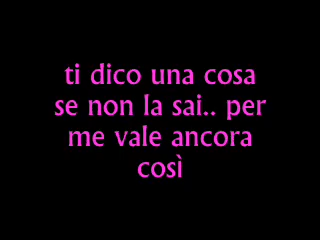 ti dico una cosa
se non la sai.. per
me vale ancora
così